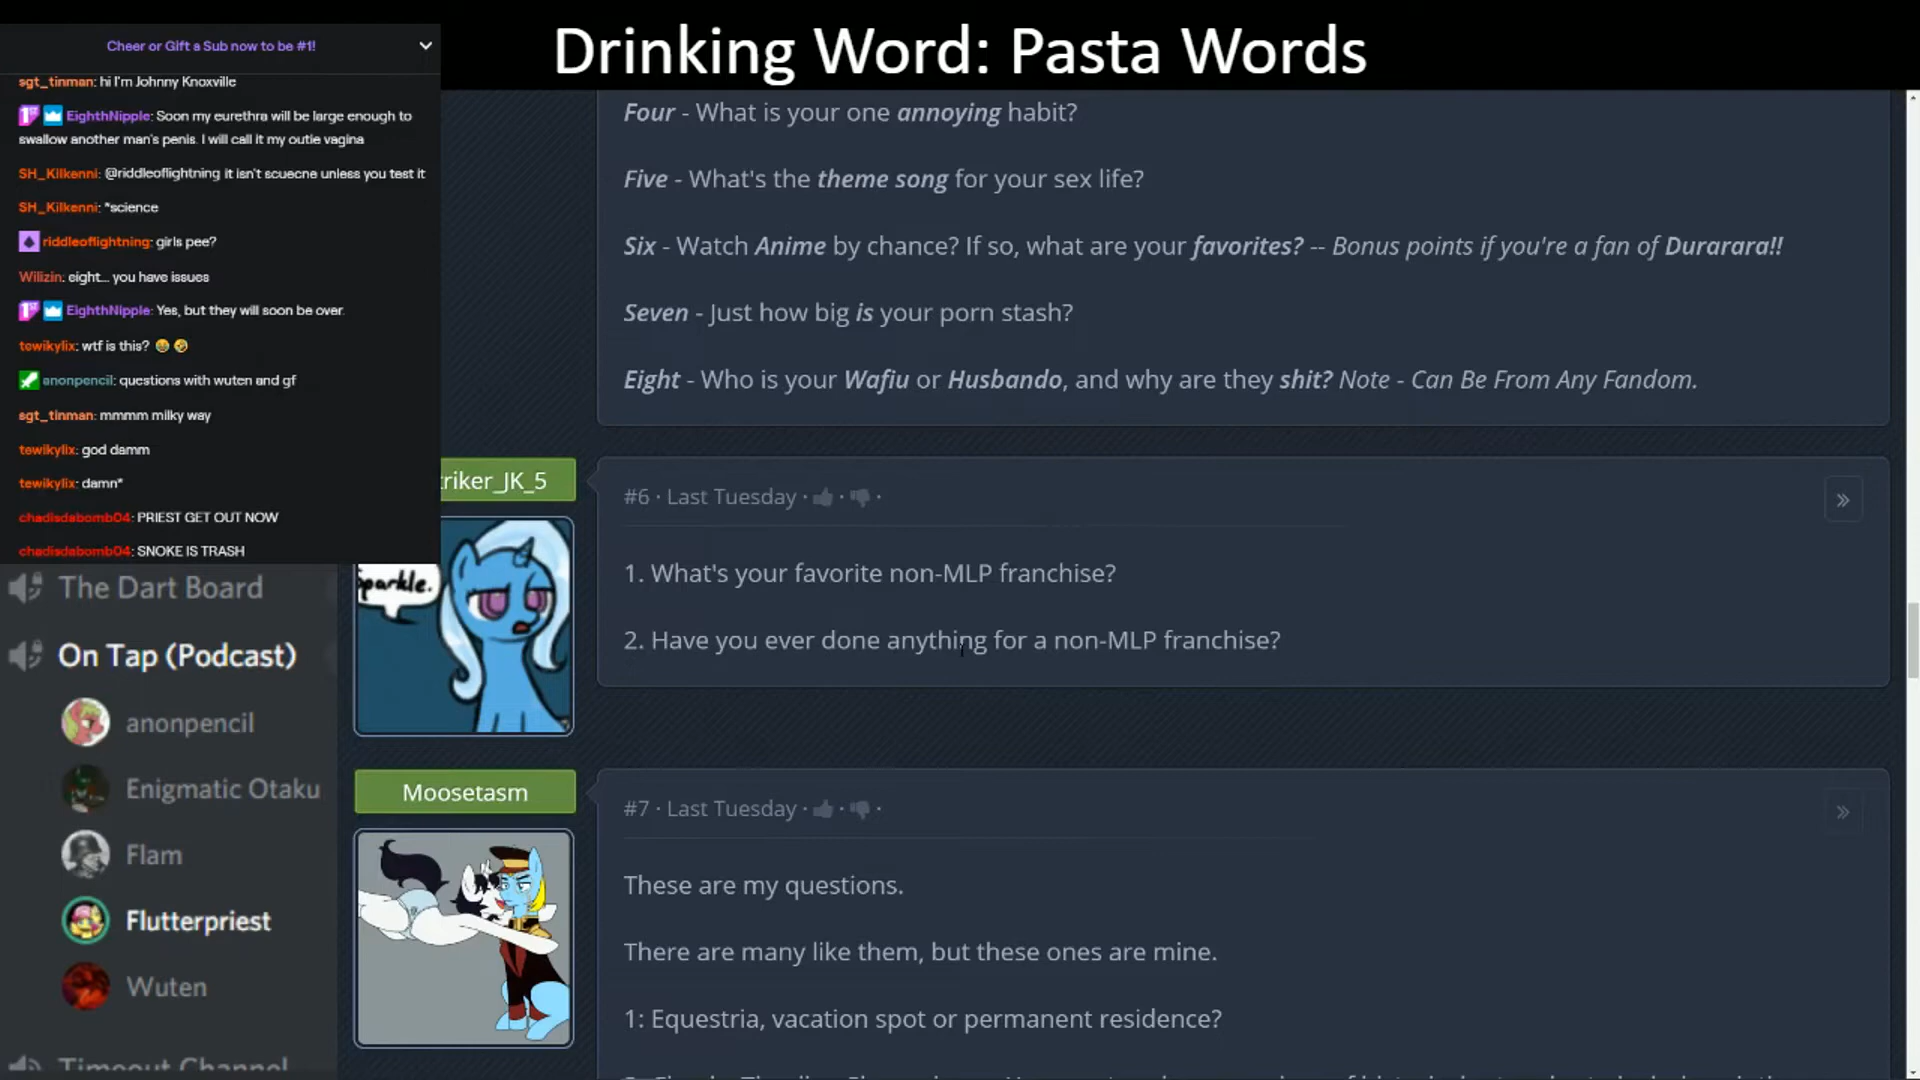 Drinking Word: Pasta Words
Cheer or Gift a Sub now to be #1!
sgt_tinman: hi I'm Johnny Knoxville
EighthNipple: Soon my eurethra will be large enough to
swallow another man's penis. I will call it my outie vagina
SH_Kilkenni: @riddleoflightning it isn't scuecne unless you test it
SH_Kilkenni: *science
riddleoflightning: girls pee?
Wilizin: eight... you have issues
EighthNipple: Yes, but they will soon be over.
tewikylix: wtf is this? 😂 🤣
anonpencil: questions with wuten and gf
sgt_tinman: mmmm milky way
tewikylix: god damm
tewikylix: damn*
chadisdabomb04: PRIEST GET OUT NOW
chadisdabomb04: SNOKE IS TRASH
The Dart Board
On Tap (Podcast)
anonpencil
Enigmatic Otaku
Flam
Flutterpriest
Wuten
Timeout Channel
Four - What is your one annoying habit?
Five - What's the theme song for your sex life?
Six - Watch Anime by chance? If so, what are your favorites? -- Bonus points if you're a fan of Durarara!!
Seven - Just how big is your porn stash?
Eight - Who is your Wafiu or Husbando, and why are they shit? Note - Can Be From Any Fandom.
triker_JK_5
Sparkle.
#6 · Last Tuesday · ·
1. What's your favorite non-MLP franchise?
2. Have you ever done anything for a non-MLP franchise?
Moosetasm
#7 · Last Tuesday · ·
These are my questions.
There are many like them, but these ones are mine.
1: Equestria, vacation spot or permanent residence?